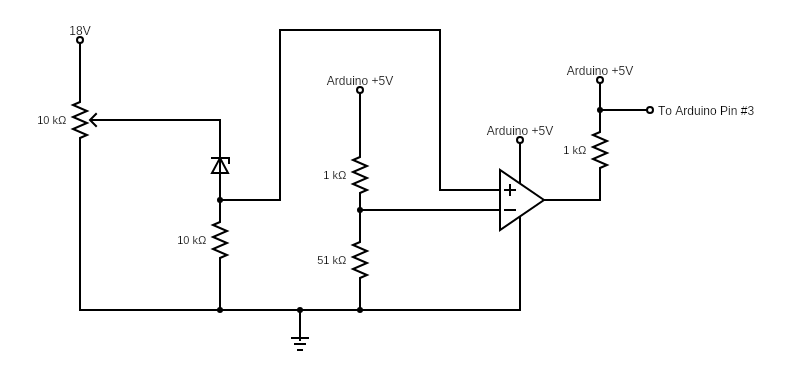 18V
10 kΩ
10 kΩ
Arduino +5V
1 kΩ
51 kΩ
Arduino +5V
Arduino +5V
1 kΩ
To Arduino Pin #3